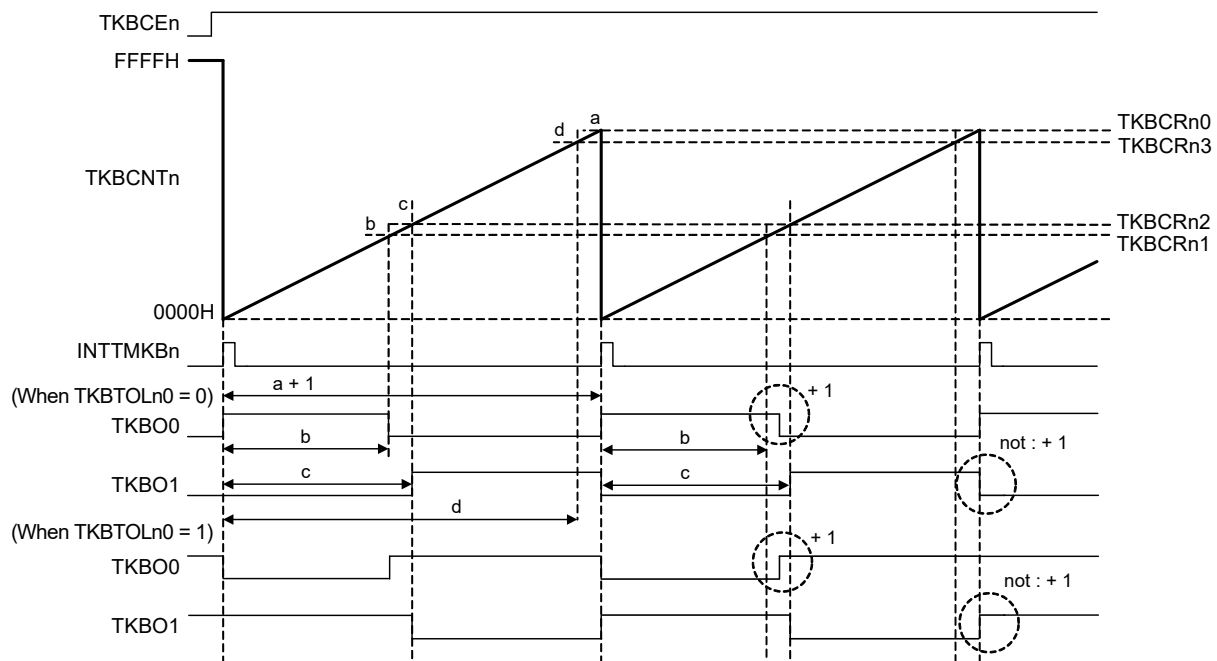 TKBCEn
FFFFH
TKBCNTn
0000H
a
d
c
b
TKBCRn0
TKBCRn3
TKBCRn2
TKBCRn1
INTTMKBn
(When TKBTOLn0 = 0)
a + 1
+ 1
TKBO0
b
b
not : + 1
TKBO1
c
c
d
(When TKBTOLn0 = 1)
+ 1
TKBO0
not : + 1
TKBO1